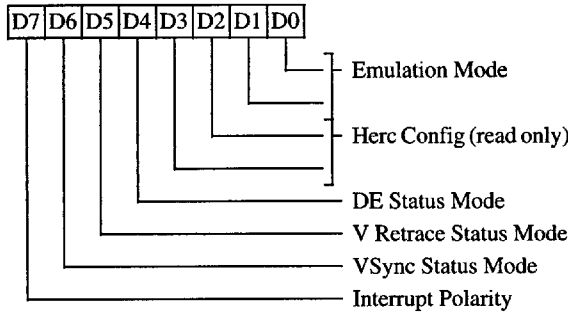 D7 D6 D5 D4 D3 D2 D1 D0
Emulation Mode
Herc Config (read only)
DE Status Mode
V Retrace Status Mode
VSync Status Mode
Interrupt Polarity